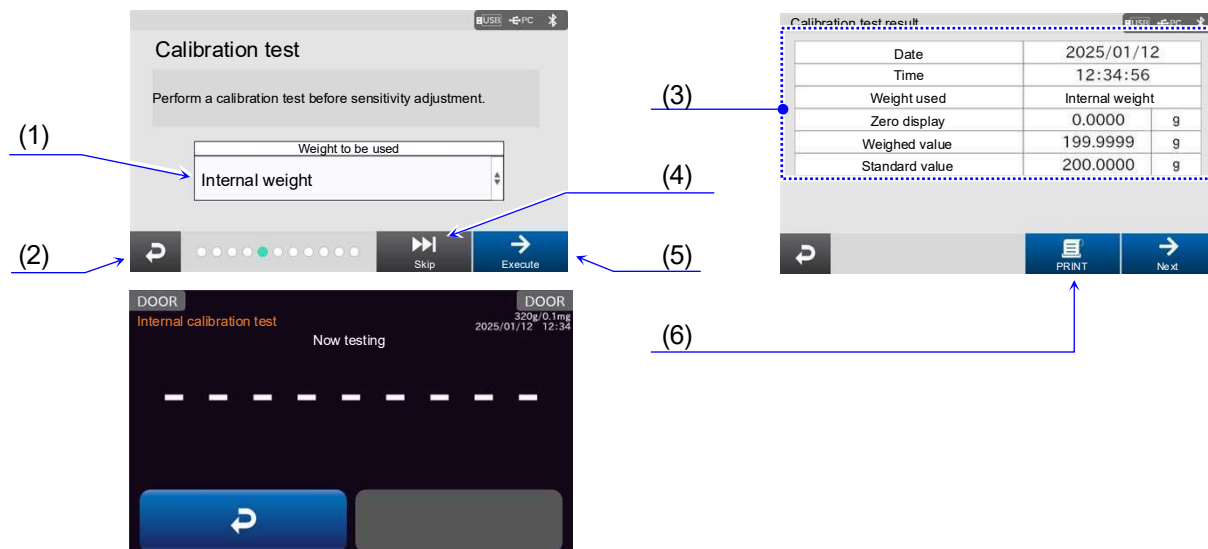 USB PC
Calibration test
Perform a calibration test before sensitivity adjustment.
Weight to be used
Internal weight
Skip
Execute
(1)
(2)
(4)
(5)
DOOR DOOR
Internal calibration test
320g/0.1mg
2025/01/12 12:34
Now testing
Calibration test result
USB PC
Date 2025/01/12
Time 12:34:56
Weight used Internal weight
Zero display 0.0000 g
Weighed value 199.9999 g
Standard value 200.0000 g
PRINT
Next
(3)
(6)